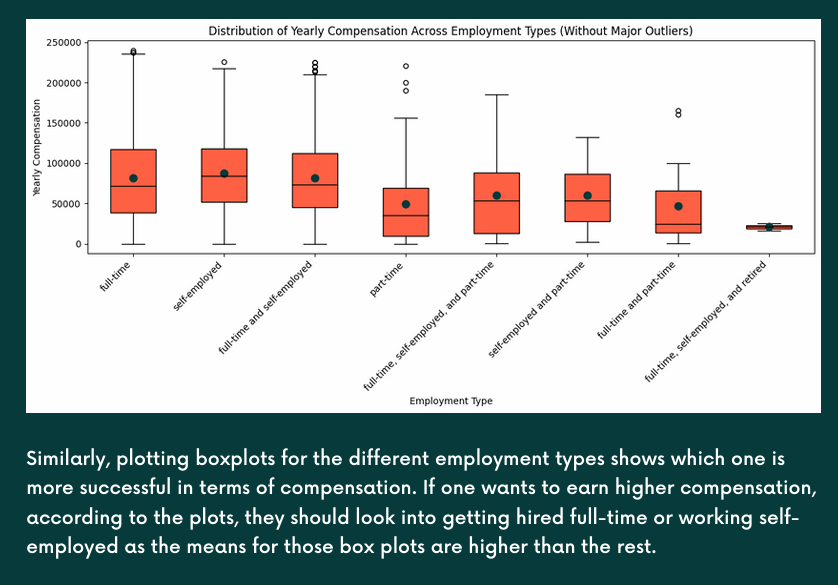 Distribution of Yearly Compensation Across Employment Types (Without Major Outliers)
250000
200000
150000
100000
50000
0
Yearly Compensation
full-time
self-employed
full-time and self-employed
part-time
full-time, self-employed, and part-time
self-employed and part-time
full-time and part-time
full-time, self-employed, and retired
Employment Type
Similarly, plotting boxplots for the different employment types shows which one is
more successful in terms of compensation. If one wants to earn higher compensation,
according to the plots, they should look into getting hired full-time or working self-
employed as the means for those box plots are higher than the rest.